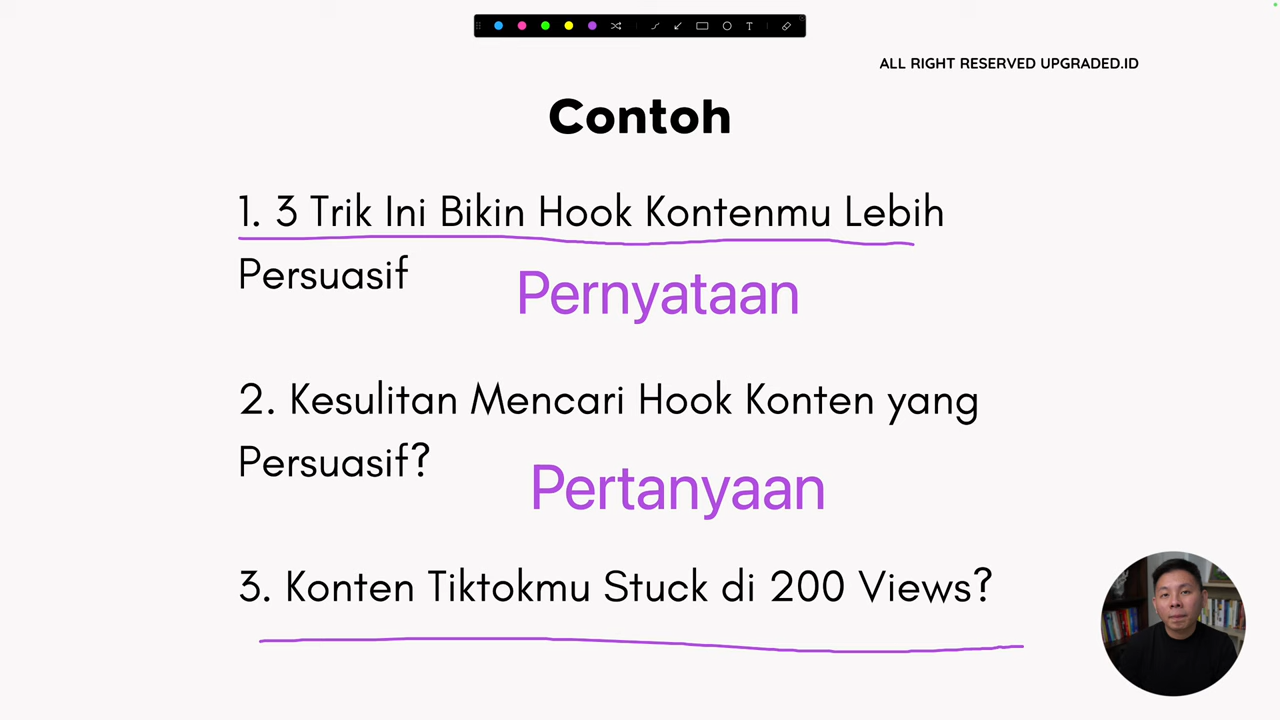 ALL RIGHT RESERVED UPGRADED.ID
Contoh
1. 3 Trik Ini Bikin Hook Kontenmu Lebih
Persuasif
Pernyataan
2. Kesulitan Mencari Hook Konten yang
Persuasif?
Pertanyaan
3. Konten Tiktokmu Stuck di 200 Views?